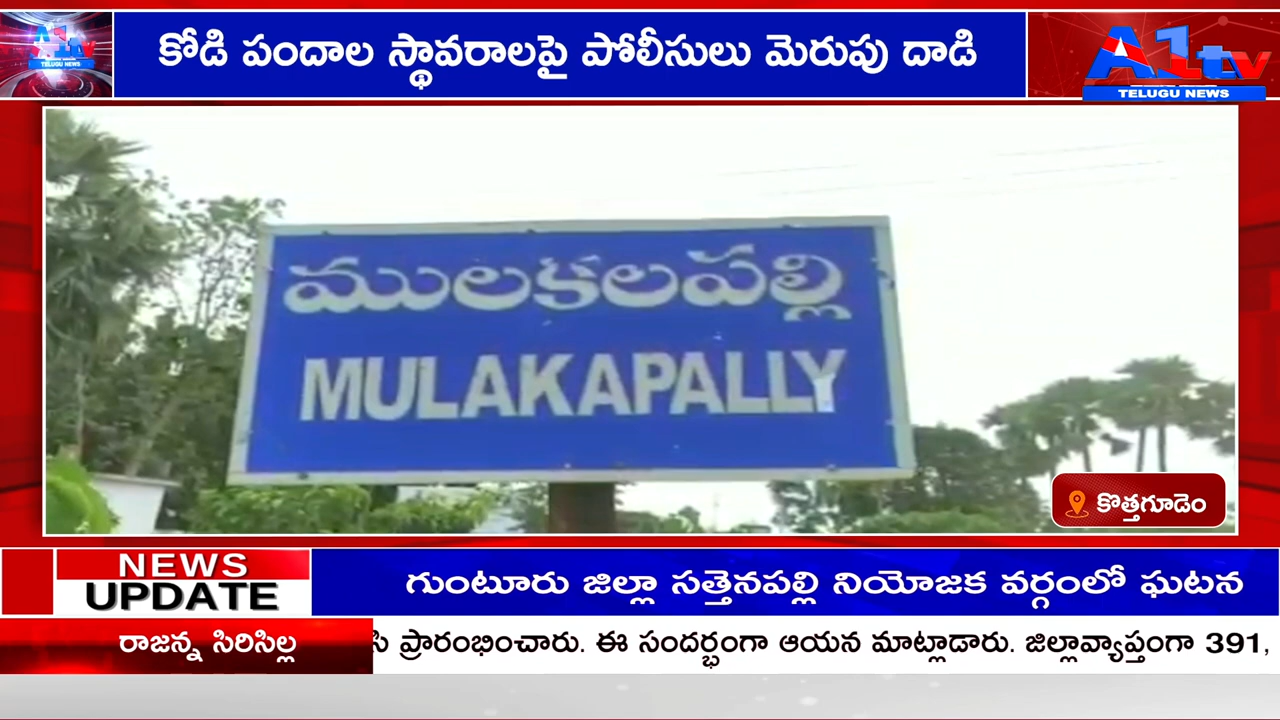 కోడి పందాల స్థావరాలపై పోలీసులు మెరుపు దాడి
A1tv
TELUGU NEWS
ములకలపల్లి
MULAKAPALLY
కొత్తగూడెం
NEWS
UPDATE
గుంటూరు జిల్లా సత్తెనపల్లి నియోజక వర్గంలో ఘటన
రాజన్న సిరిసిల్ల
ప్రారంభించారు. ఈ సందర్భంగా ఆయన మాట్లాడారు. జిల్లావ్యాప్తంగా 391,